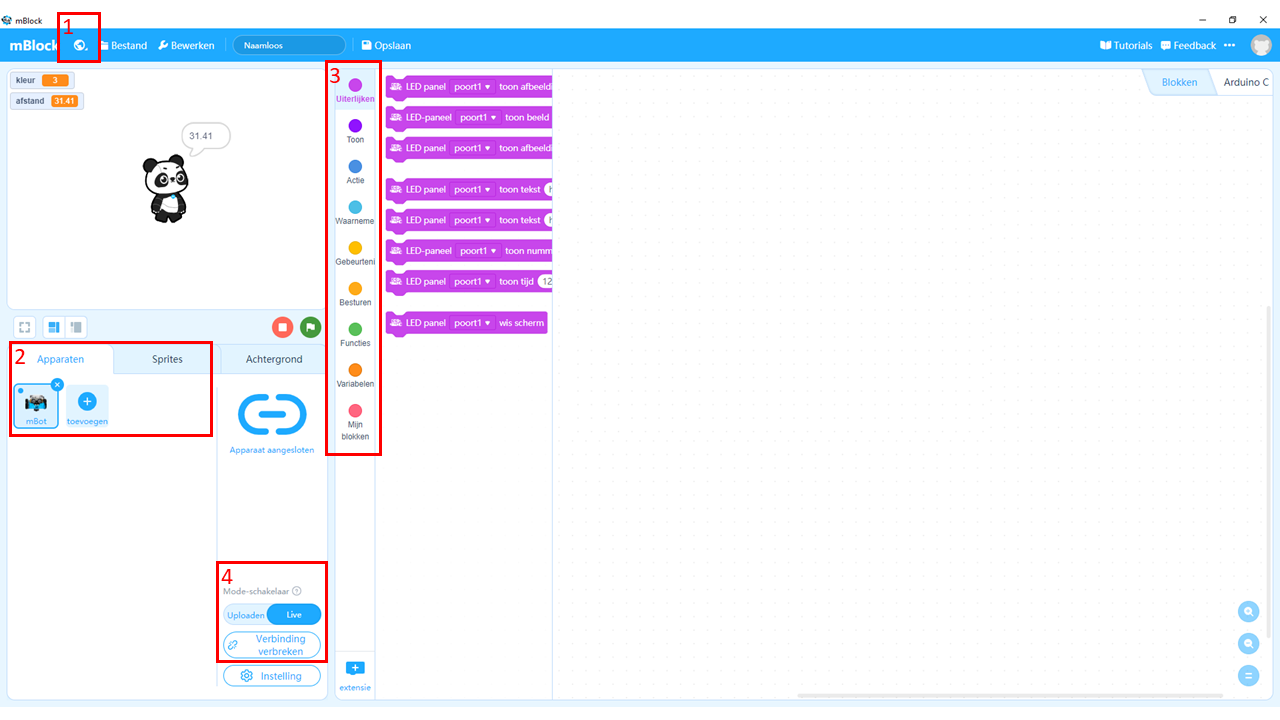 mBlock
1
mBlock
Bestand
Bewerken
Naamloos
Opslaan
Tutorials
Feedback
kleur 3
afstand 31.41
31.41
3
Uiterlijken
Toon
Actie
Waarneme
Gebeurteni
Besturen
Functies
Variabelen
Mijn
blokken
extensie
LED panel poort1 toon afbeeldi
LED-paneel poort1 toon beeld
LED panel poort1 toon afbeeldi
LED panel poort1 toon tekst h
LED panel poort1 toon tekst h
LED-paneel poort1 toon numm
LED panel poort1 toon tijd 12
LED panel poort1 wis scherm
Blokken
Arduino C
2
Apparaten
Sprites
Achtergrond
mBot
toevoegen
Apparaat aangesloten
4
Mode-schakelaar ?
Uploaden
Live
Verbinding
verbreken
Instelling